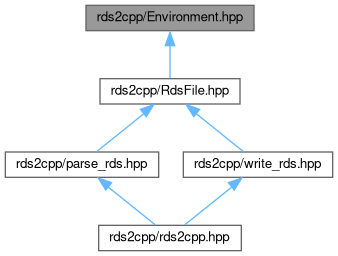 rds2cpp/Environment.hpp
rds2cpp/RdsFile.hpp
rds2cpp/parse_rds.hpp
rds2cpp/write_rds.hpp
rds2cpp/rds2cpp.hpp